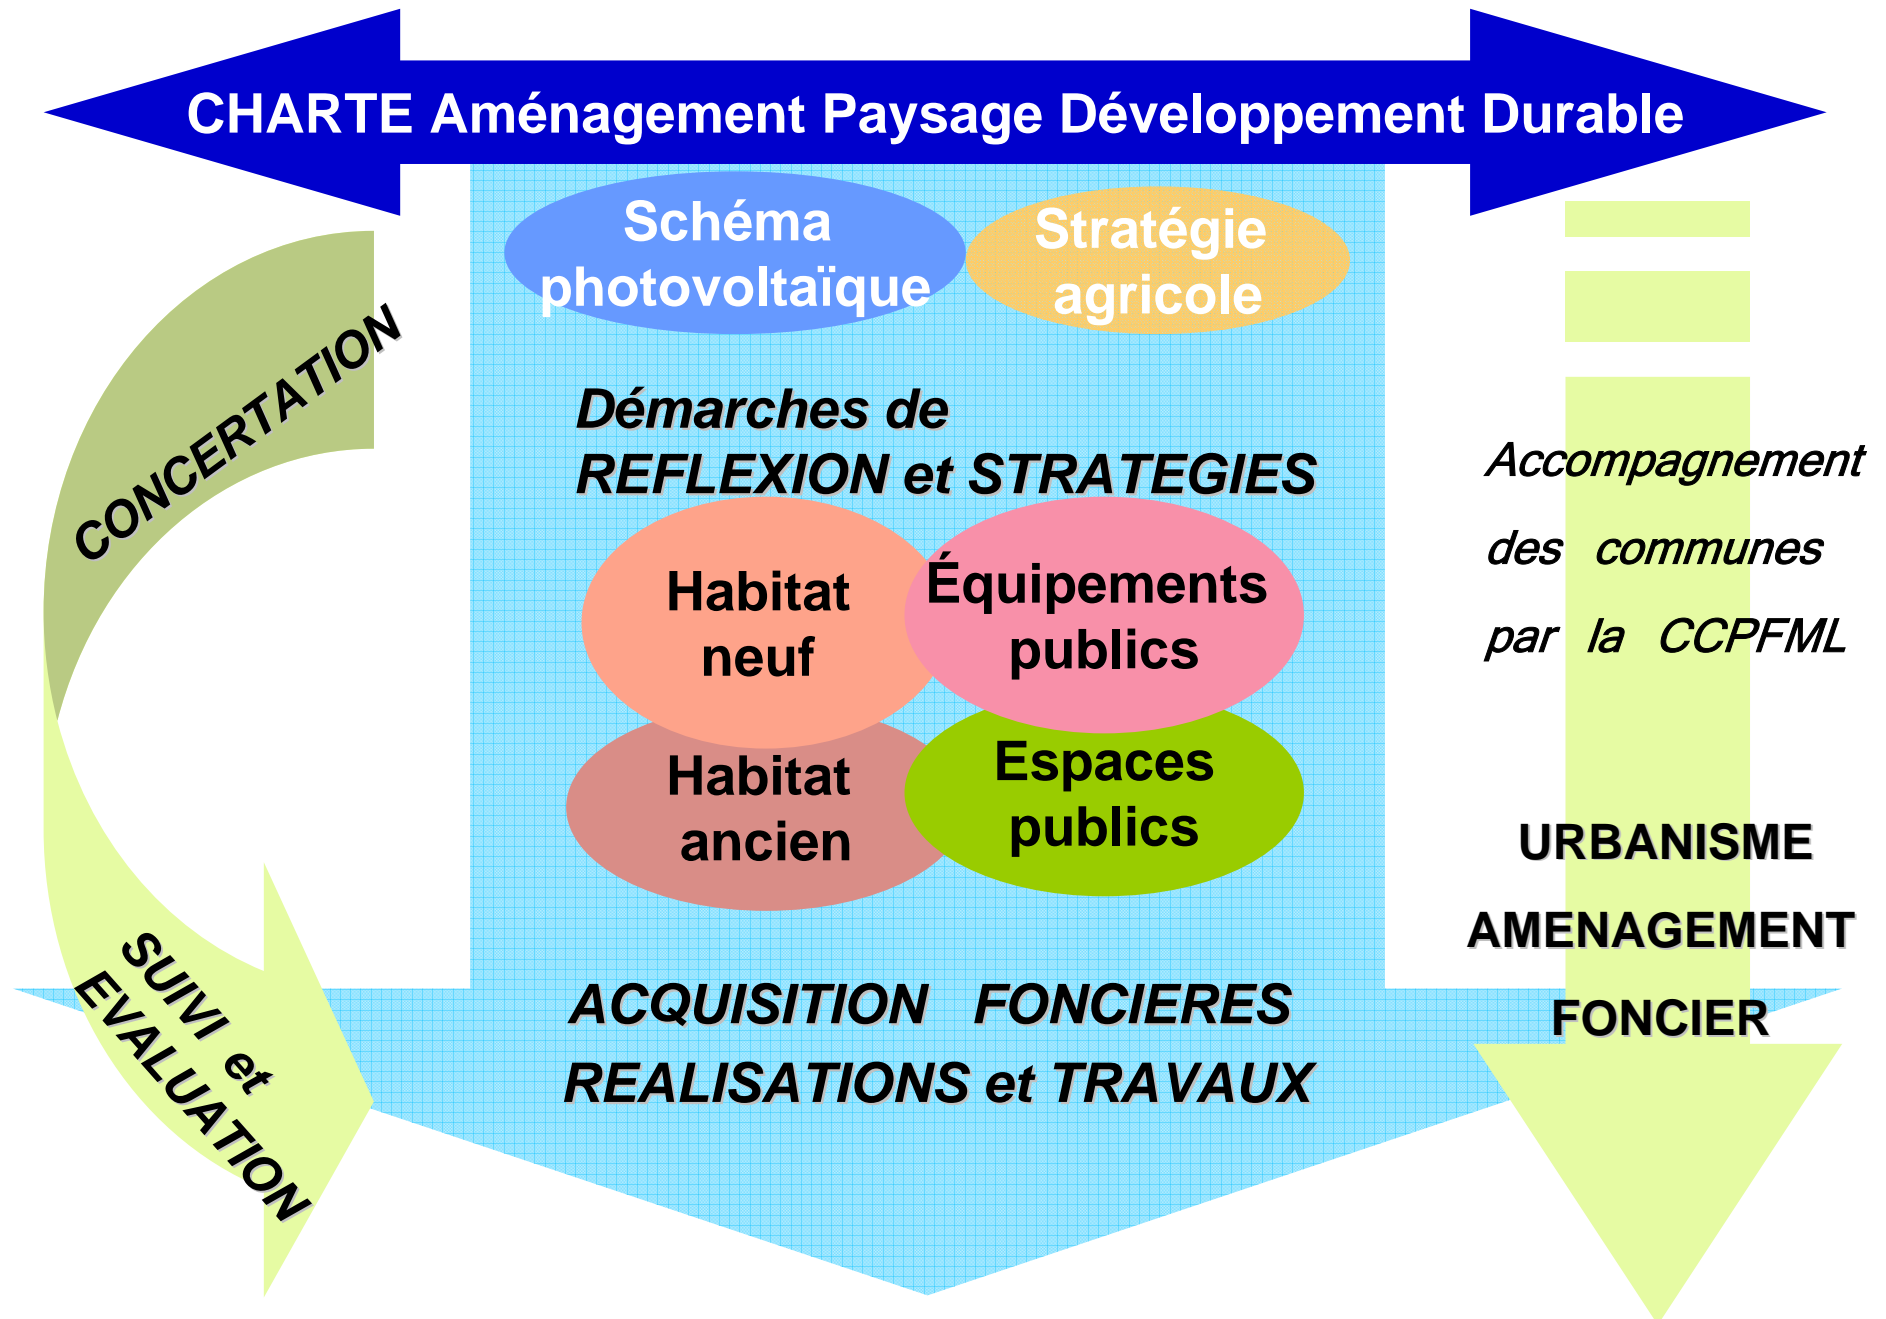 CHARTE Aménagement Paysage Développement Durable
Schéma
photovoltaïque
Stratégie
agricole
CONCERTATION
Démarches de
REFLEXION et STRATEGIES
Habitat
neuf
Équipements
publics
Habitat
ancien
Espaces
publics
Accompagnement
des communes
par la CCPFML
URBANISME
AMENAGEMENT
FONCIER
SUIVI et
EVALUATION
ACQUISITION FONCIERES
REALISATIONS et TRAVAUX